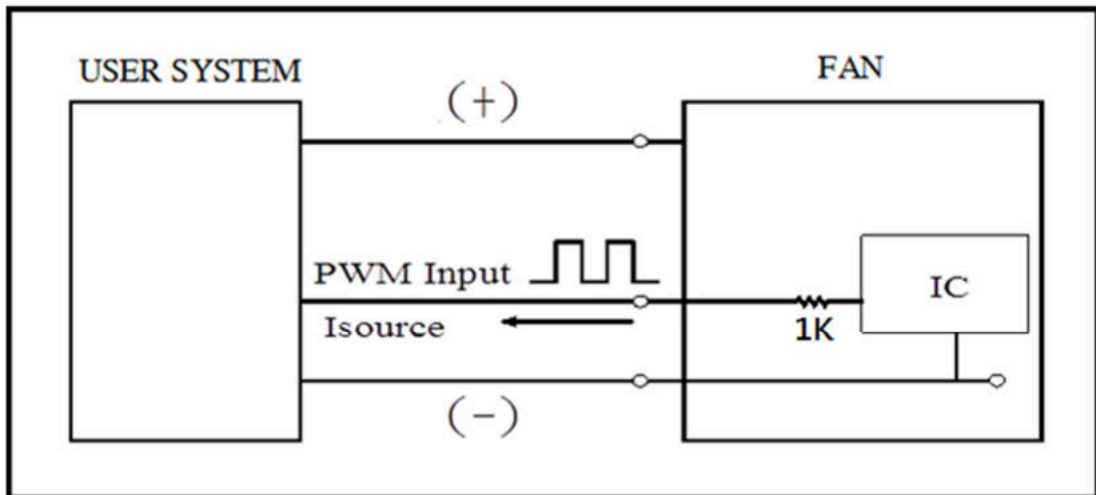 USER SYSTEM
FAN
(+)
PWM Input
IC
Isource
1K
(-)